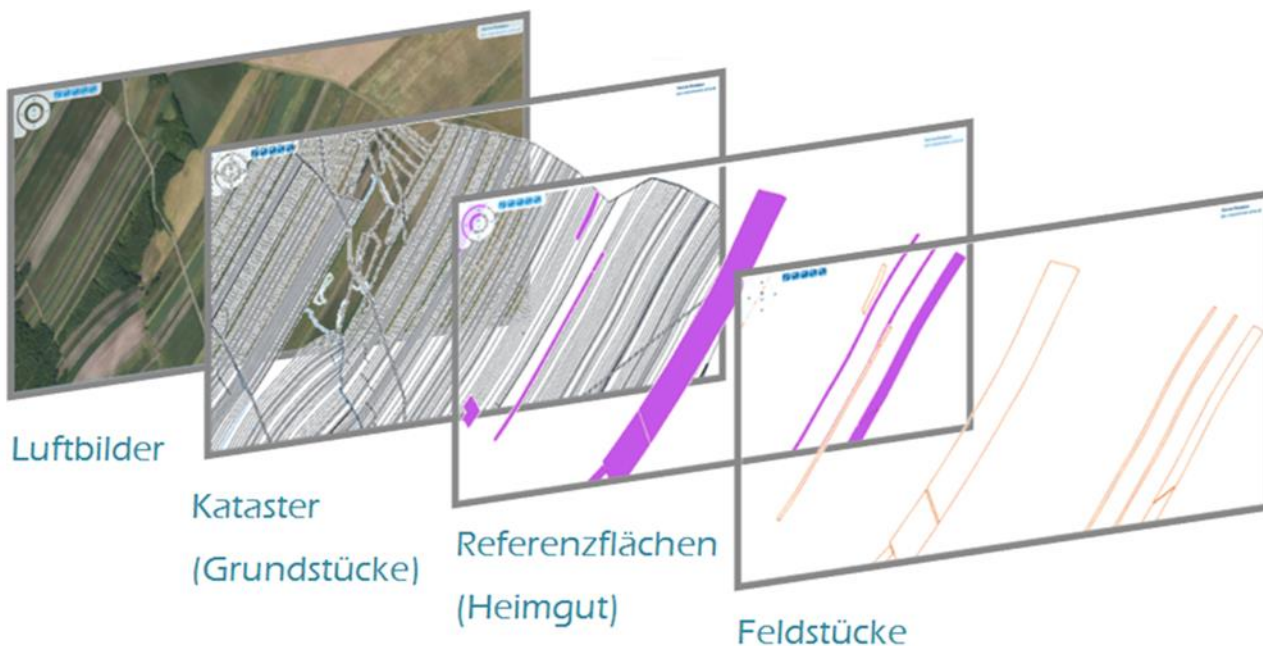 Luftbilder
Kataster
(Grundstücke)
Referenzflächen
(Heimgut)
Feldstücke